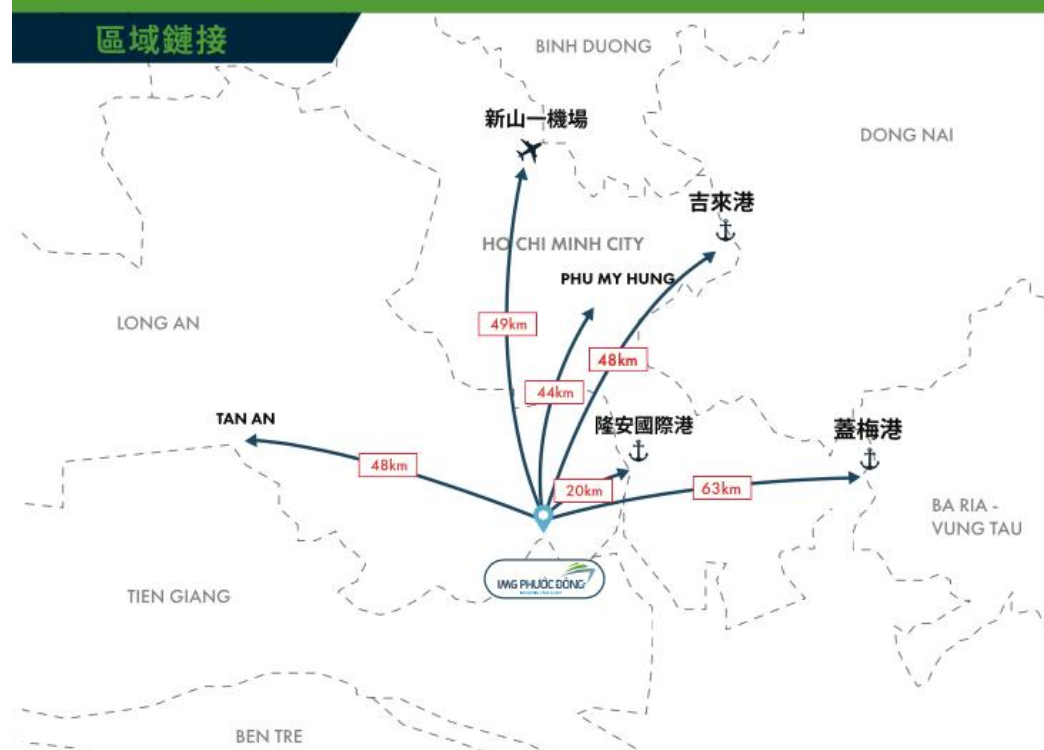 區域鏈接
BINH DUONG
新山一機場
DONG NAI
吉來港
HO CHI MINH CITY
PHU MY HUNG
LONG AN
49km
48km
44km
TAN AN
隆安國際港
蓋梅港
48km
20km
63km
BA RIA -
VUNG TAU
IMG PHUOC DONG
TIEN GIANG
BEN TRE